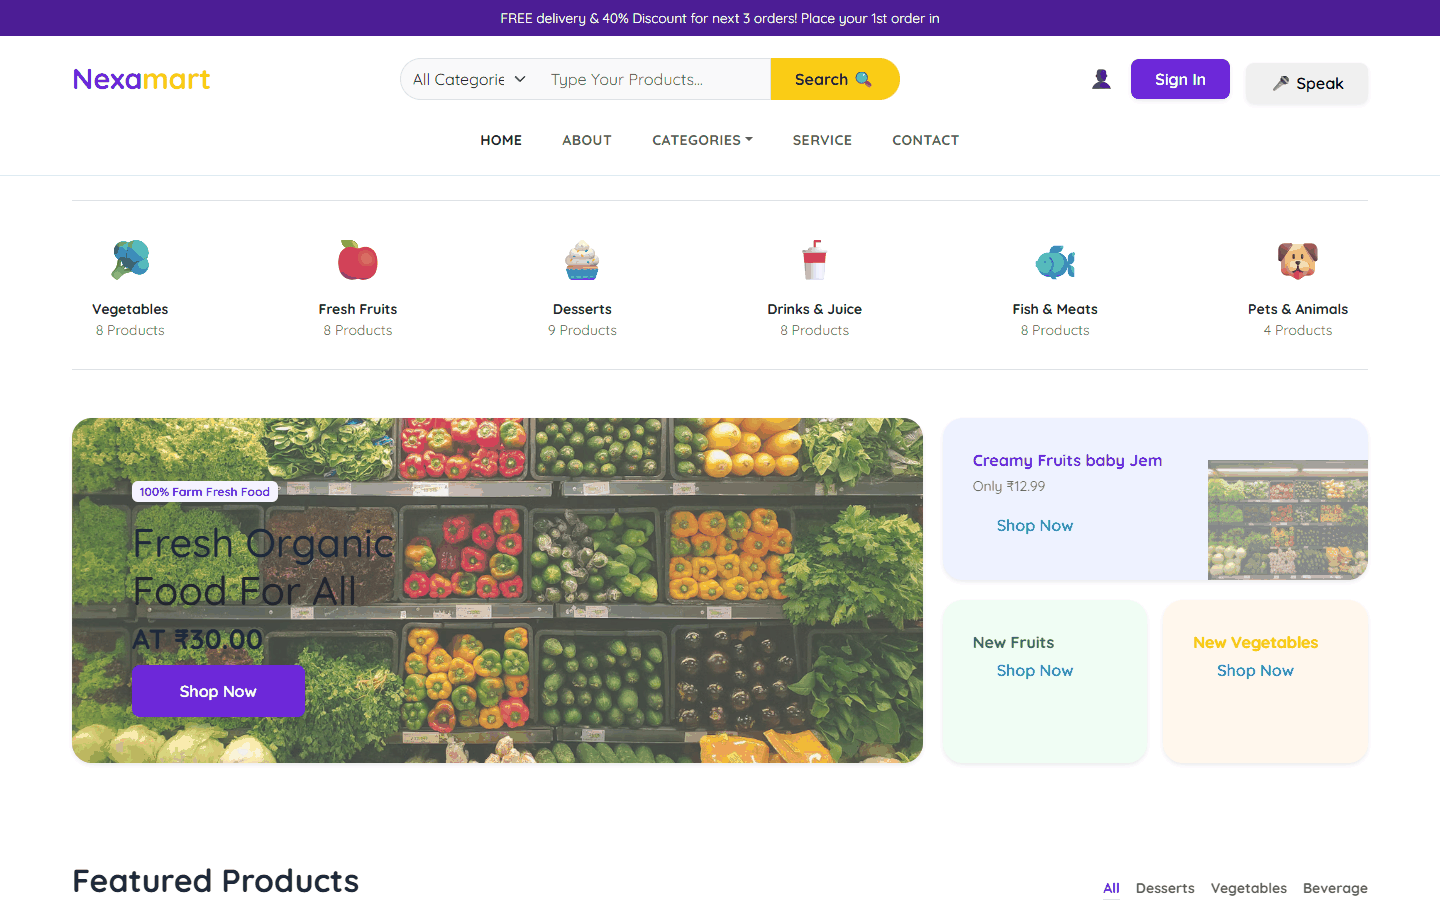 FREE delivery & 40% Discount for next 3 orders! Place your 1st order in
Nexamart
All Categorie
Type Your Products...
Search
Sign In
Speak
HOME
ABOUT
CATEGORIES
SERVICE
CONTACT
Vegetables
8 Products
Fresh Fruits
8 Products
Desserts
9 Products
Drinks & Juice
8 Products
Fish & Meats
8 Products
Pets & Animals
4 Products
100% Farm Fresh Food
Fresh Organic
Food For All
AT ₹30.00
Shop Now
Creamy Fruits baby Jem
Only ₹12.99
Shop Now
New Fruits
Shop Now
New Vegetables
Shop Now
Featured Products
All
Desserts
Vegetables
Beverage